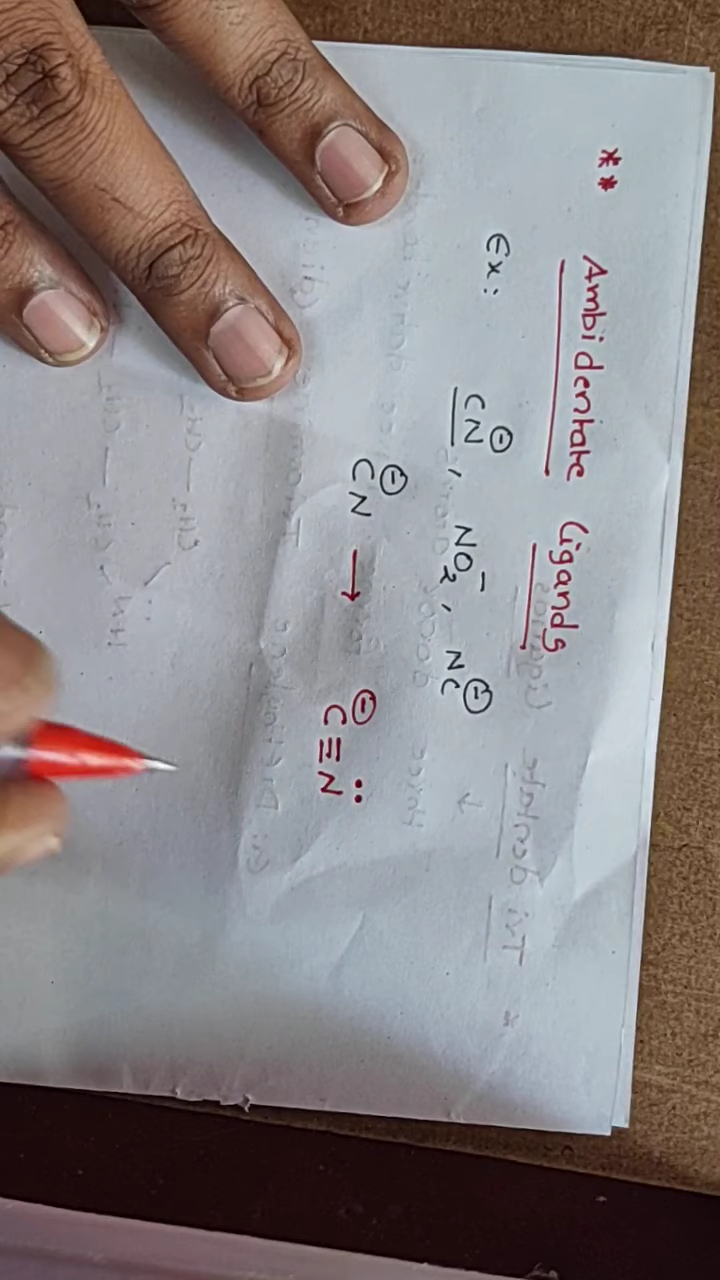 ** Ambidentate ligands
Ex: CN⊖, NO₂⁻, NC⊖
CN⊖ → ⊖C≡N: